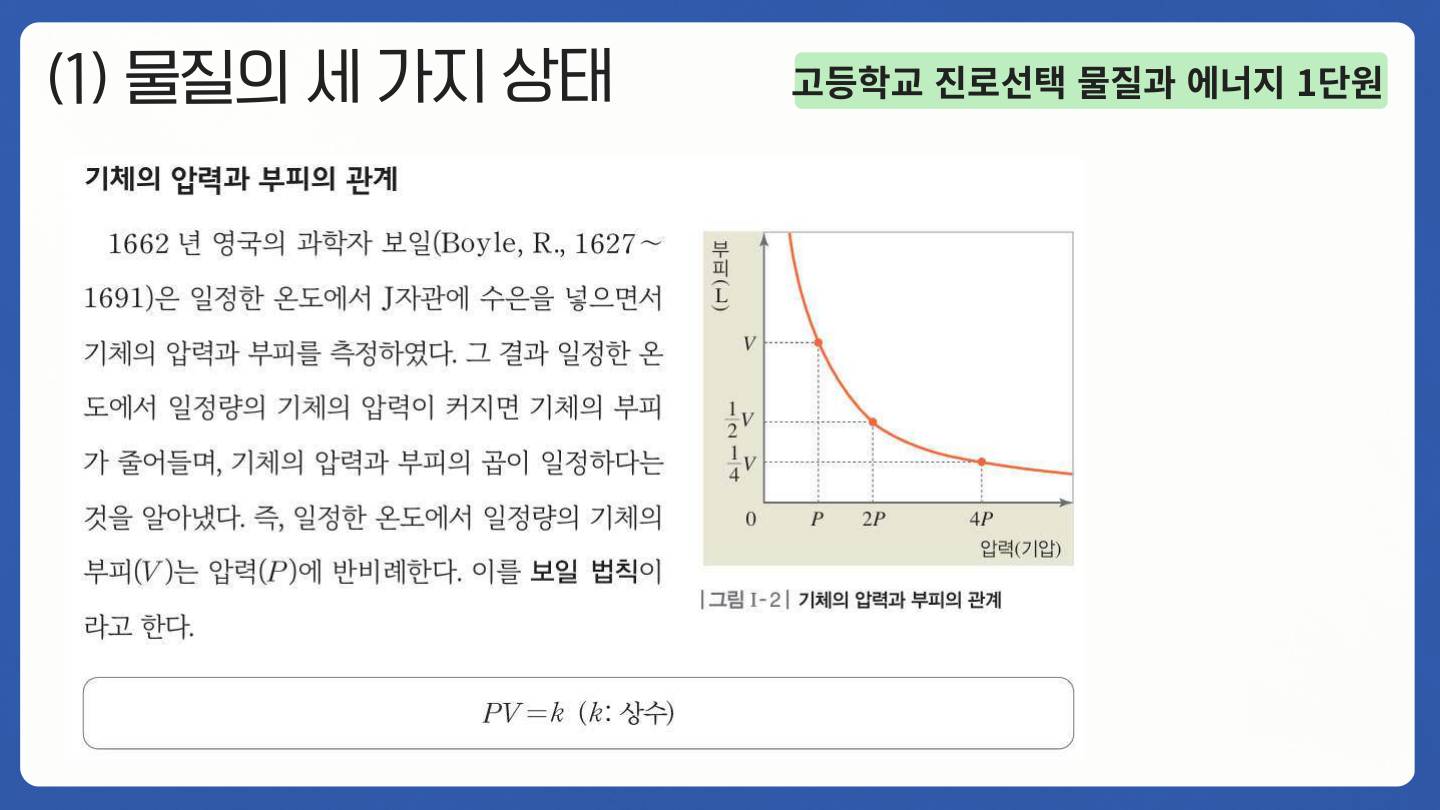 (1) 물질의 세 가지 상태
고등학교 진로선택 물질과 에너지 1단원
기체의 압력과 부피의 관계
1662 년 영국의 과학자 보일(Boyle, R., 1627～
1691)은 일정한 온도에서 J자관에 수은을 넣으면서
기체의 압력과 부피를 측정하였다. 그 결과 일정한 온
도에서 일정량의 기체의 압력이 커지면 기체의 부피
가 줄어들며, 기체의 압력과 부피의 곱이 일정하다는
것을 알아냈다. 즉, 일정한 온도에서 일정량의 기체의
부피(V)는 압력(P)에 반비례한다. 이를 보일 법칙이
라고 한다.
부피(L)
V
1/2 V
1/4 V
0 P 2P 4P
압력(기압)
|그림 I-2| 기체의 압력과 부피의 관계
PV=k (k: 상수)